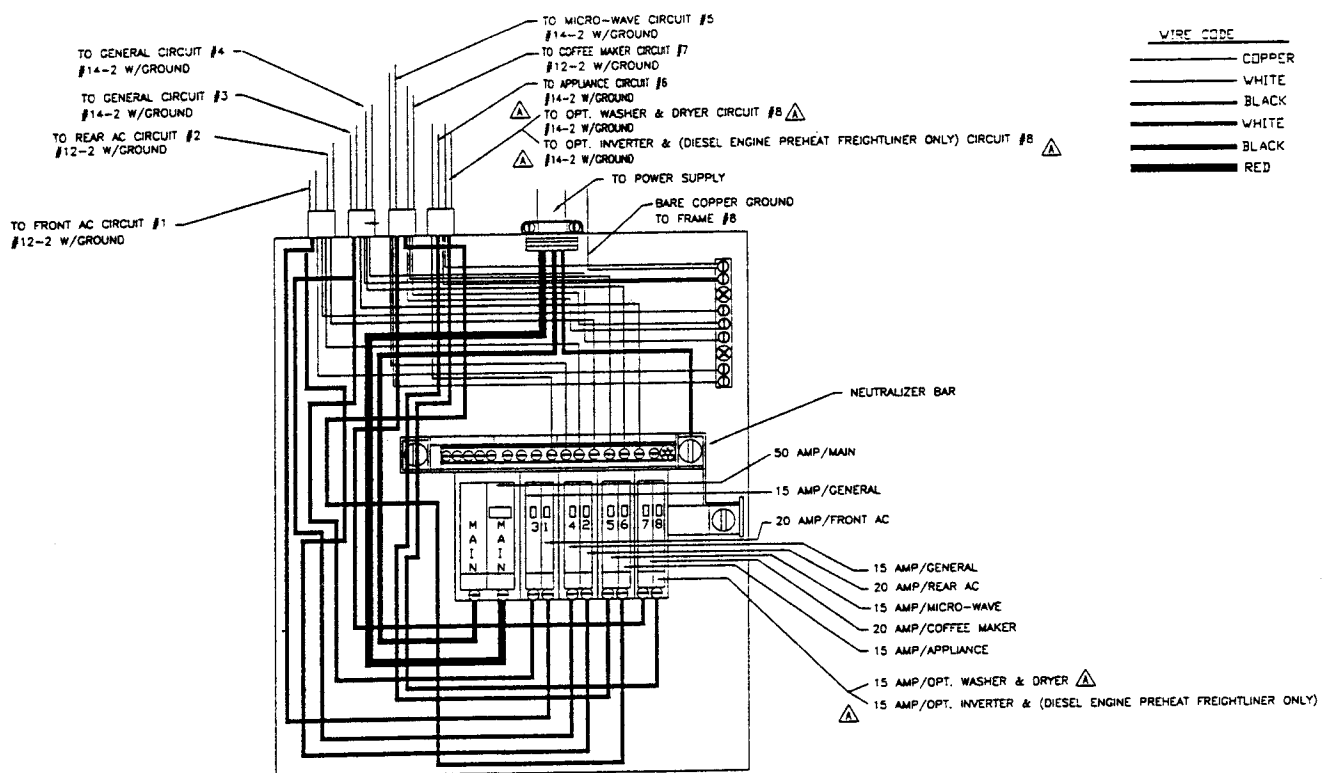 TO MICRO-WAVE CIRCUIT #5
#14-2 W/GROUND
TO GENERAL CIRCUIT #4
#14-2 W/GROUND
TO COFFEE MAKER CIRCUIT #7
#12-2 W/GROUND
TO APPLIANCE CIRCUIT #6
#14-2 W/GROUND
TO GENERAL CIRCUIT #3
#14-2 W/GROUND
A TO OPT. WASHER & DRYER CIRCUIT #8 A
#14-2 W/GROUND
TO REAR AC CIRCUIT #2
#12-2 W/GROUND
TO OPT. INVERTER & (DIESEL ENGINE PREHEAT FREIGHTLINER ONLY) CIRCUIT #8 A
A #14-2 W/GROUND
TO POWER SUPPLY
BARE COPPER GROUND
TO FRAME #8
TO FRONT AC CIRCUIT #1
#12-2 W/GROUND
WIRE CODE
COPPER
WHITE
BLACK
WHITE
BLACK
RED
NEUTRALIZER BAR
50 AMP/MAIN
15 AMP/GENERAL
20 AMP/FRONT AC
MAIN
MAIN
3 1
4 2
5 6
7 8
15 AMP/GENERAL
20 AMP/REAR AC
15 AMP/MICRO-WAVE
20 AMP/COFFEE MAKER
15 AMP/APPLIANCE
15 AMP/OPT. WASHER & DRYER A
15 AMP/OPT. INVERTER & (DIESEL ENGINE PREHEAT FREIGHTLINER ONLY)
A